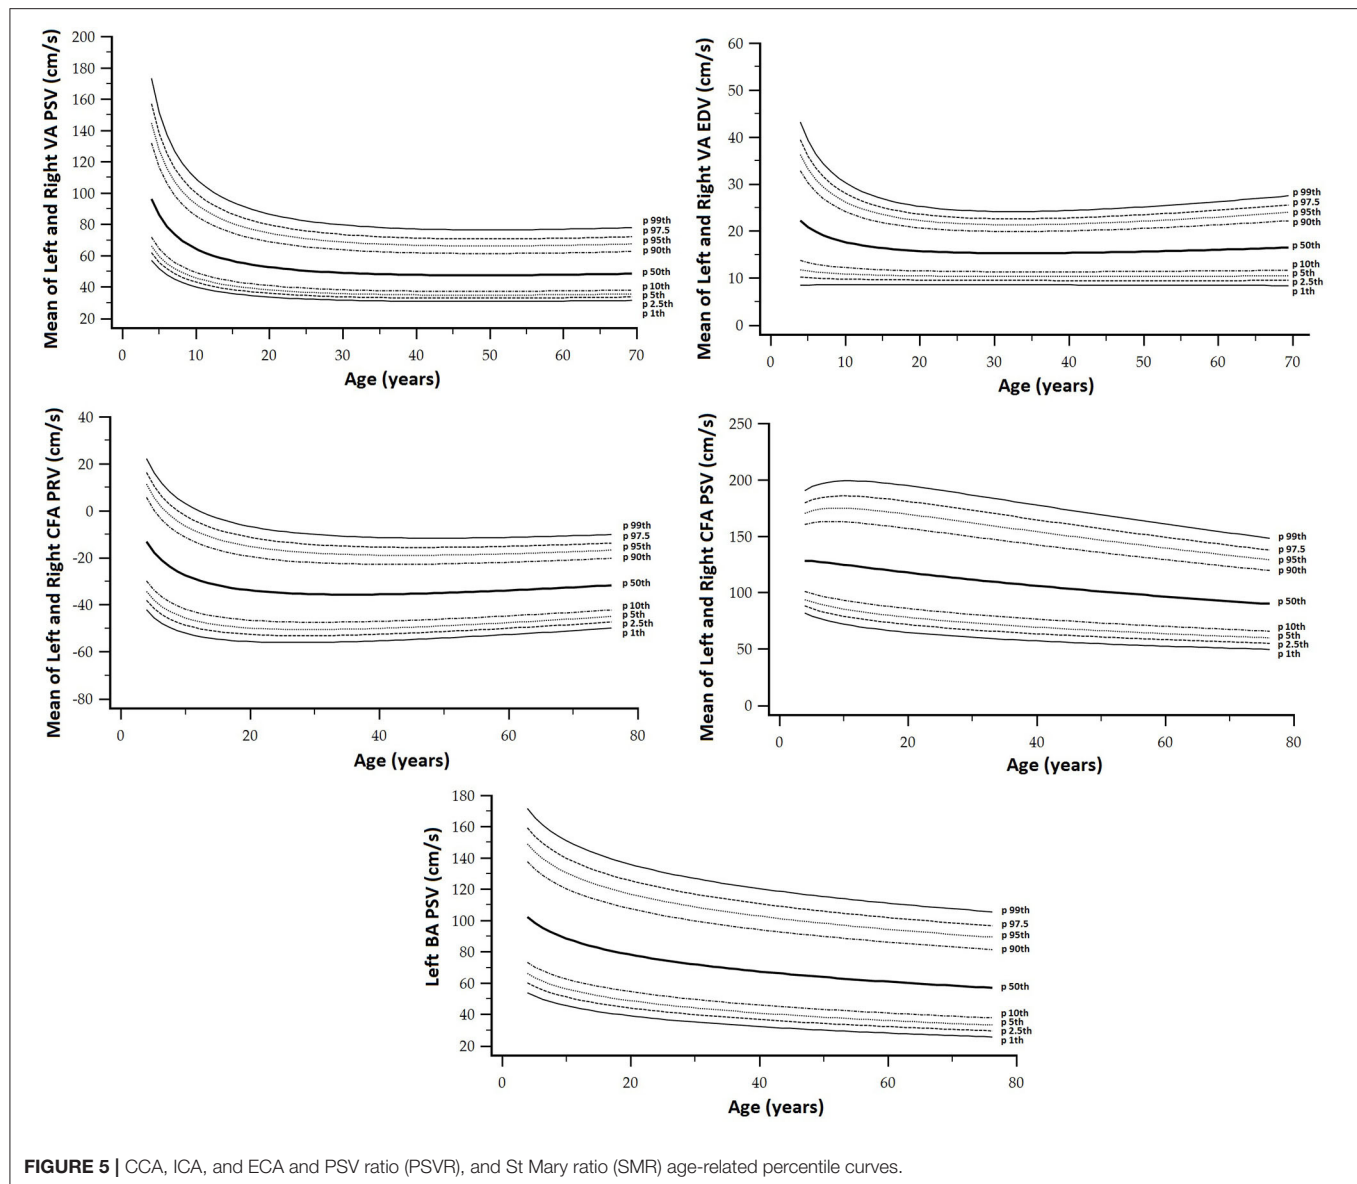 Mean of Left and Right VA PSV (cm/s)
200
180
160
140
120
100
80
60
40
20
0 10 20 30 40 50 60 70
Age (years)
p 99th
p 97.5
p 95th
p 90th
p 50th
p 10th
p 5th
p 2.5th
p 1th
Mean of Left and Right VA EDV (cm/s)
60
50
40
30
20
10
0
0 10 20 30 40 50 60 70
Age (years)
p 99th
p 97.5
p 95th
p 90th
p 50th
p 10th
p 5th
p 2.5th
p 1th
Mean of Left and Right CFA PRV (cm/s)
40
20
0
-20
-40
-60
-80
0 20 40 60 80
Age (years)
p 99th
p 97.5
p 95th
p 90th
p 50th
p 10th
p 5th
p 2.5th
p 1th
Mean of Left and Right CFA PSV (cm/s)
250
200
150
100
50
0
0 20 40 60 80
Age (years)
p 99th
p 97.5
p 95th
p 90th
p 50th
p 10th
p 5th
p 2.5th
p 1th
Left BA PSV (cm/s)
180
160
140
120
100
80
60
40
20
0 20 40 60 80
Age (years)
p 99th
p 97.5
p 95th
p 90th
p 50th
p 10th
p 5th
p 2.5th
p 1th
FIGURE 5 | CCA, ICA, and ECA and PSV ratio (PSVR), and St Mary ratio (SMR) age-related percentile curves.